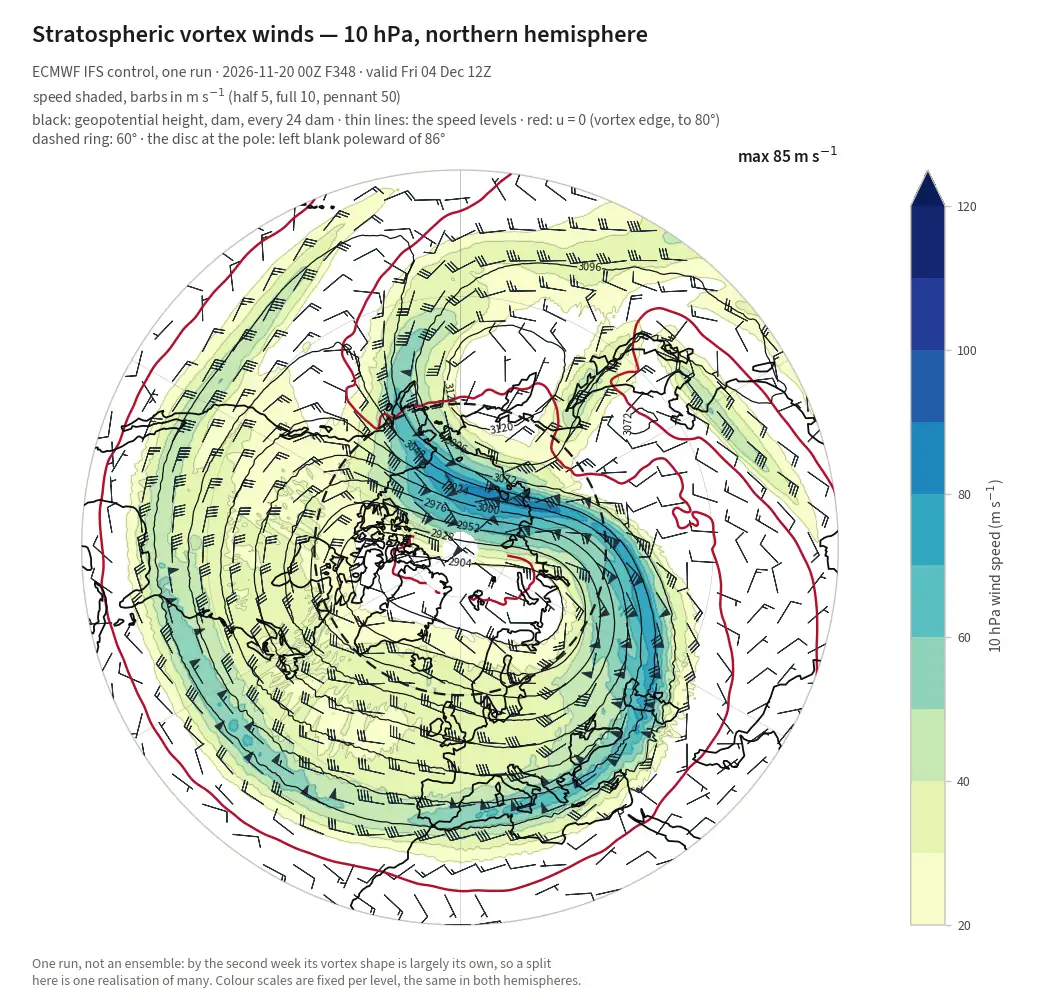 Stratospheric vortex winds — 10 hPa, northern hemisphere
ECMWF IFS control, one run · 2026-11-20 00Z F348 · valid Fri 04 Dec 12Z
speed shaded, barbs in m s⁻¹ (half 5, full 10, pennant 50)
black: geopotential height, dam, every 24 dam · thin lines: the speed levels · red: u = 0 (vortex edge, to 80°)
dashed ring: 60° · the disc at the pole: left blank poleward of 86°
max 85 m s⁻¹
120
100
80
60
40
20
10 hPa wind speed (m s⁻¹)
3096
3120
3072
3072
3000
2976
2952
2928
2904
One run, not an ensemble: by the second week its vortex shape is largely its own, so a split
here is one realisation of many. Colour scales are fixed per level, the same in both hemispheres.